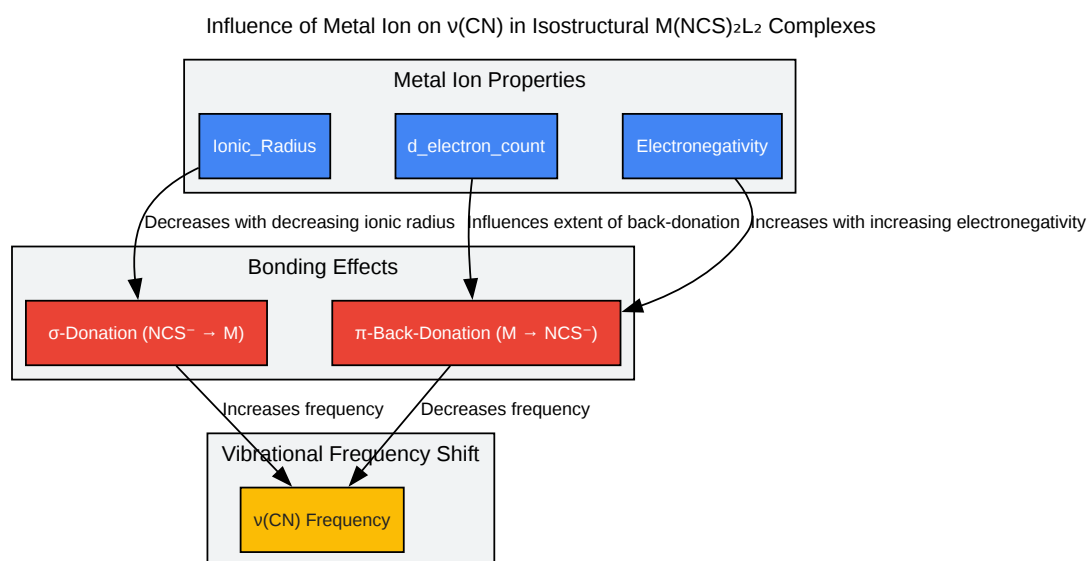 Influence of Metal Ion on ν(CN) in Isostructural M(NCS)₂L₂ Complexes
Metal Ion Properties
Ionic_Radius
d_electron_count
Electronegativity
Decreases with decreasing ionic radius
Influences extent of back-donation
Increases with increasing electronegativity
Bonding Effects
σ-Donation (NCS⁻ → M)
π-Back-Donation (M → NCS⁻)
Increases frequency
Decreases frequency
Vibrational Frequency Shift
ν(CN) Frequency